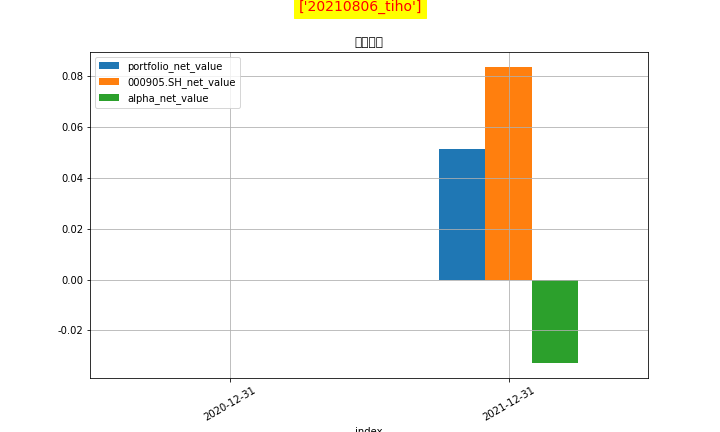 ['20210806_tiho']
portfolio_net_value
000905.SH_net_value
alpha_net_value
0.08
0.06
0.04
0.02
0.00
-0.02
2020-12-31
2021-12-31
index